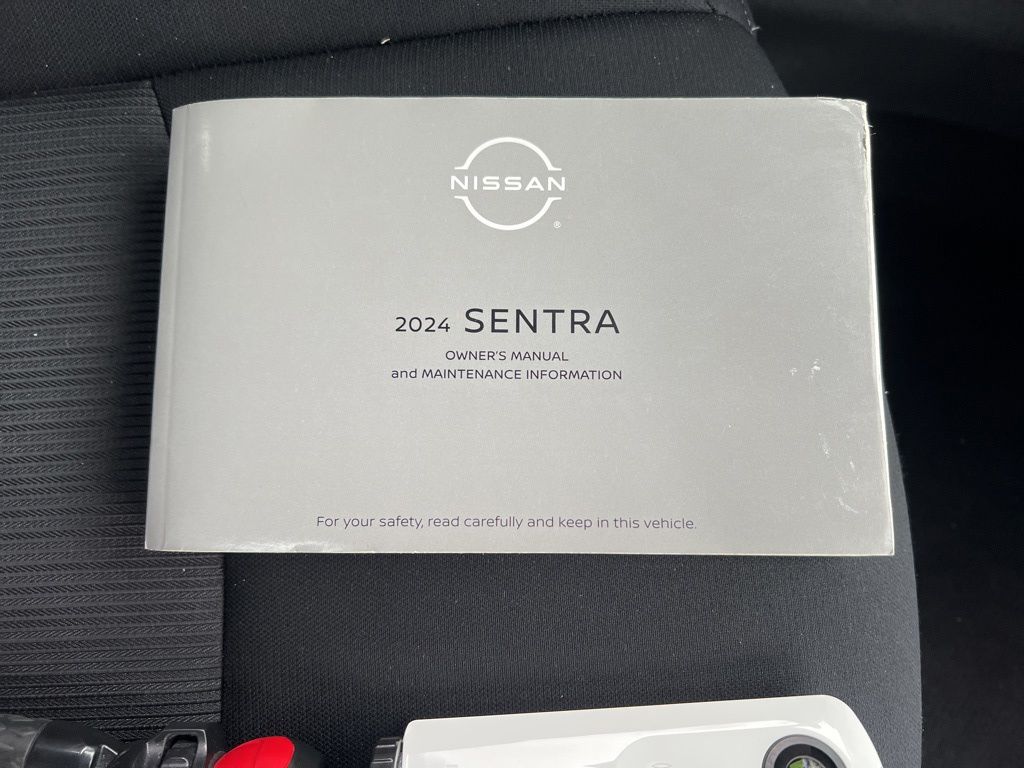 NISSAN
®
2024 SENTRA
OWNER'S MANUAL
and MAINTENANCE INFORMATION
For your safety, read carefully and keep in this vehicle.